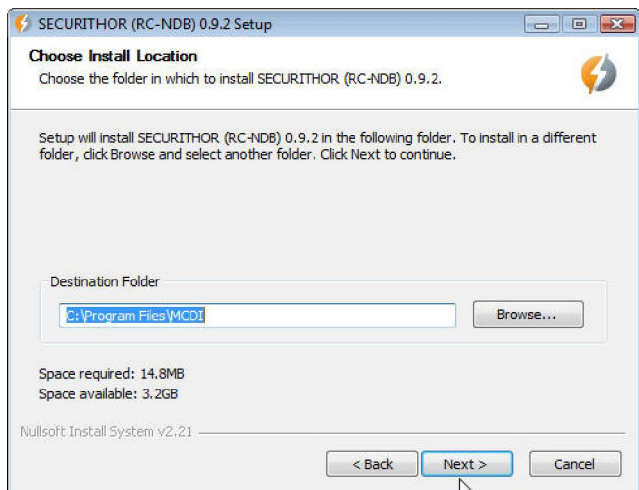 SECURITHOR (RC-NDB) 0.9.2 Setup
Choose Install Location
Choose the folder in which to install SECURITHOR (RC-NDB) 0.9.2.
Setup will install SECURITHOR (RC-NDB) 0.9.2 in the following folder. To install in a different
folder, click Browse and select another folder. Click Next to continue.
Destination Folder
C:\Program Files\MCDI
Browse...
Space required: 14.8MB
Space available: 3.2GB
Nullsoft Install System v2.21
< Back
Next >
Cancel